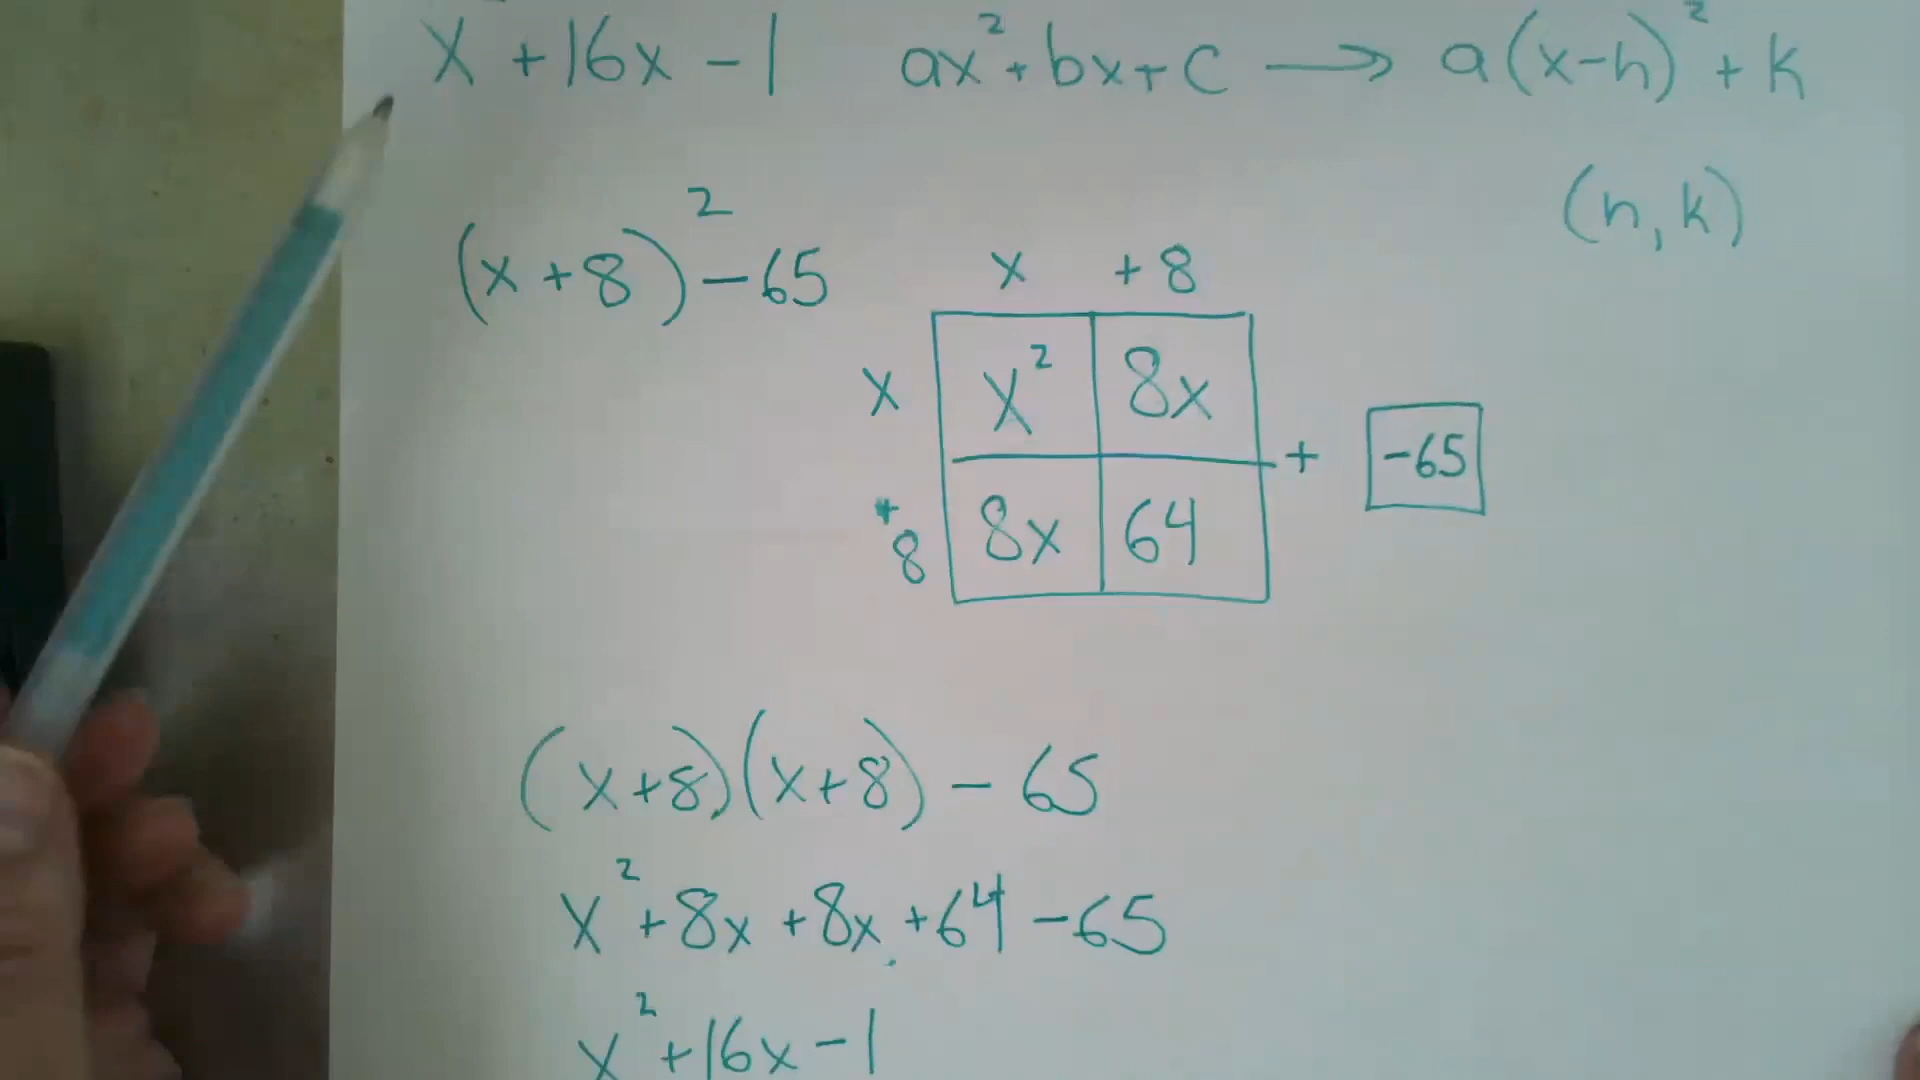 x² + 16x - 1   ax² + bx + c → a(x-h)² + k
(h, k)
(x + 8)² - 65
x + 8
x x² 8x
+ -65
+8 8x 64
(x+8)(x+8) - 65
x² + 8x + 8x + 64 - 65
x² + 16x - 1